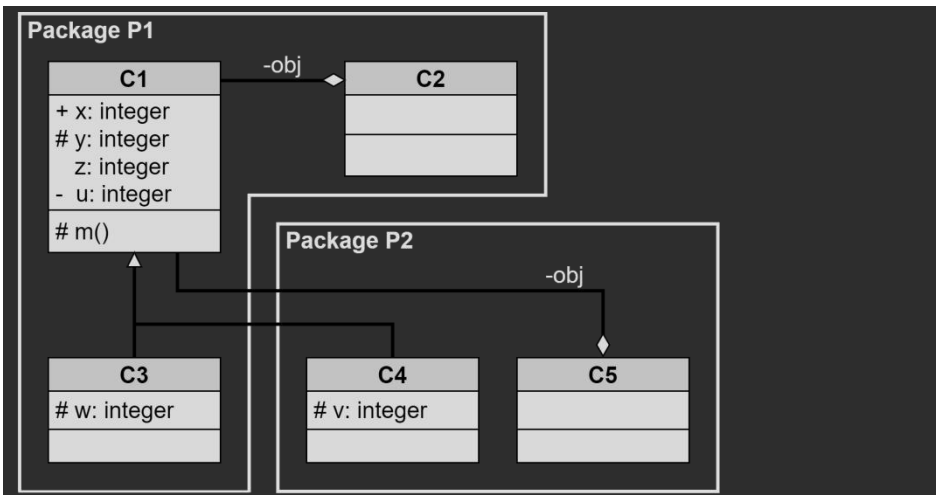 Package P1
C1
+ x: integer
# y: integer
z: integer
- u: integer
# m()
-obj
C2
Package P2
-obj
C3
# w: integer
C4
# v: integer
C5